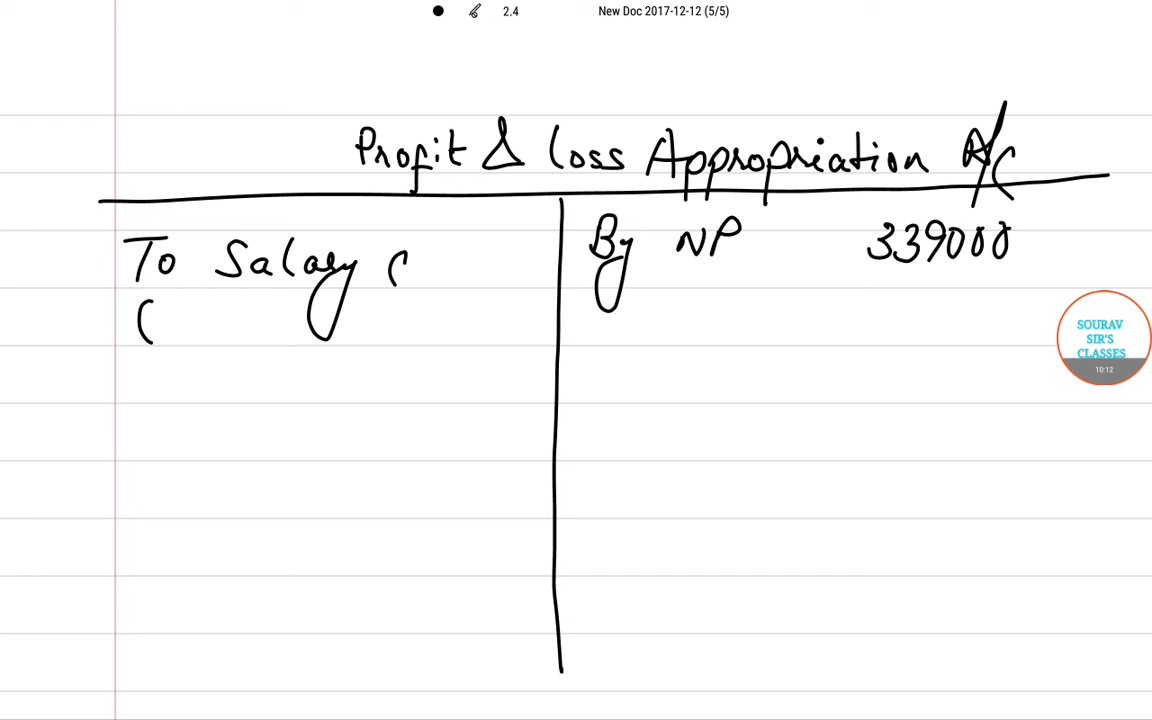 2.4 New Doc 2017-12-12 (5/5)
Profit & Loss Appropriation A/C
To Salary (
(
By NP 339000
SOURAV
SIR'S
CLASSES
10:12